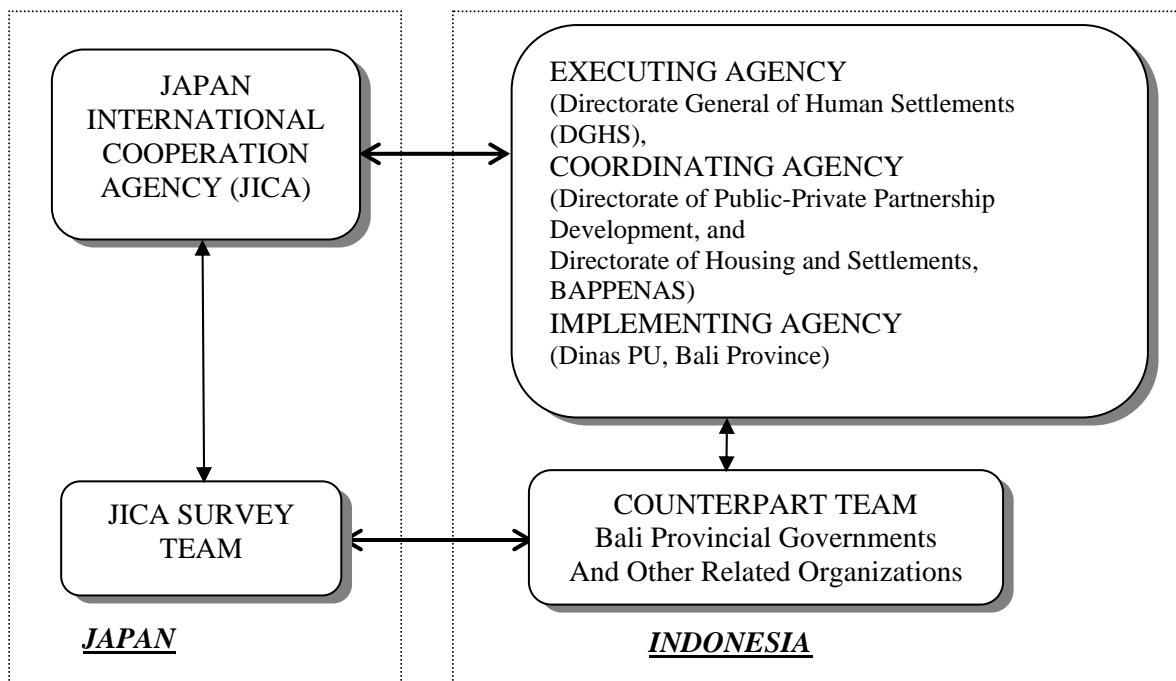 JAPAN
INTERNATIONAL
COOPERATION
AGENCY (JICA)
EXECUTING AGENCY
(Directorate General of Human Settlements
(DGHS),
COORDINATING AGENCY
(Directorate of Public-Private Partnership
Development, and
Directorate of Housing and Settlements,
BAPPENAS)
IMPLEMENTING AGENCY
(Dinas PU, Bali Province)
JICA SURVEY
TEAM
COUNTERPART TEAM
Bali Provincial Governments
And Other Related Organizations
JAPAN
INDONESIA